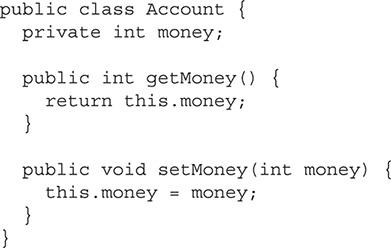 public class Account {
  private int money;

  public int getMoney() {
    return this.money;
  }

  public void setMoney(int money) {
    this.money = money;
  }
}